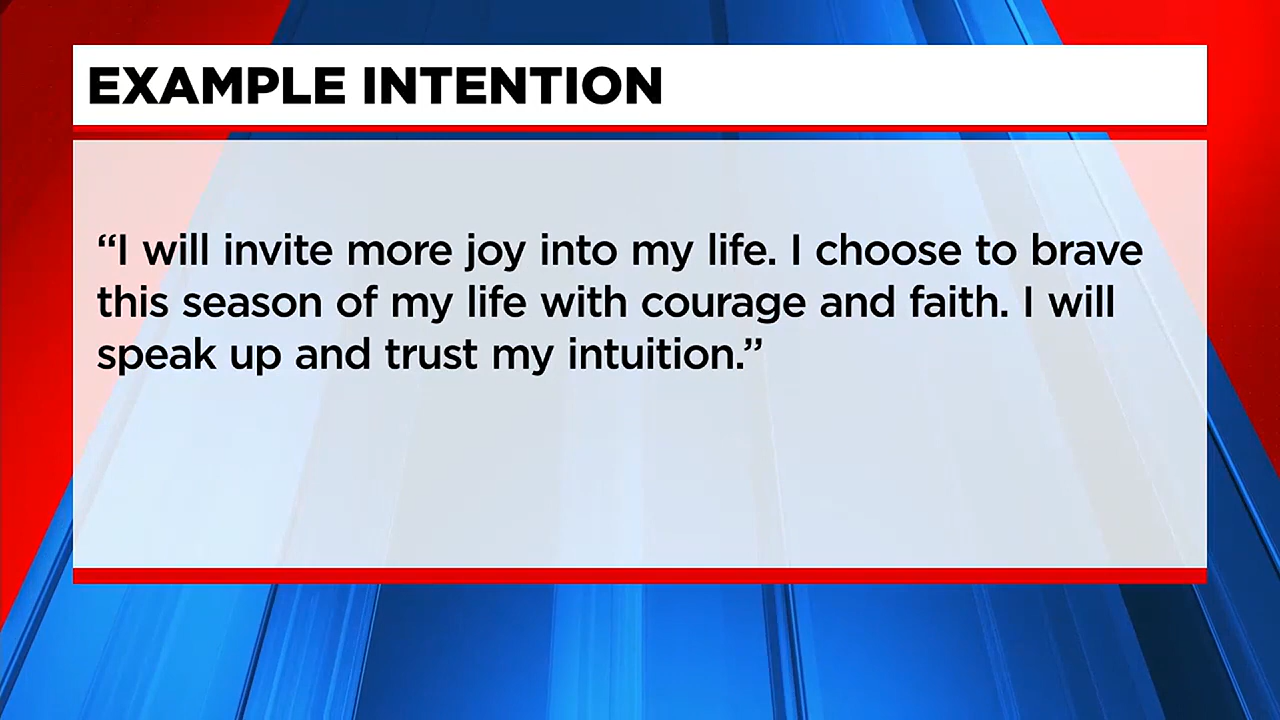 EXAMPLE INTENTION
“I will invite more joy into my life. I choose to brave
this season of my life with courage and faith. I will
speak up and trust my intuition.”